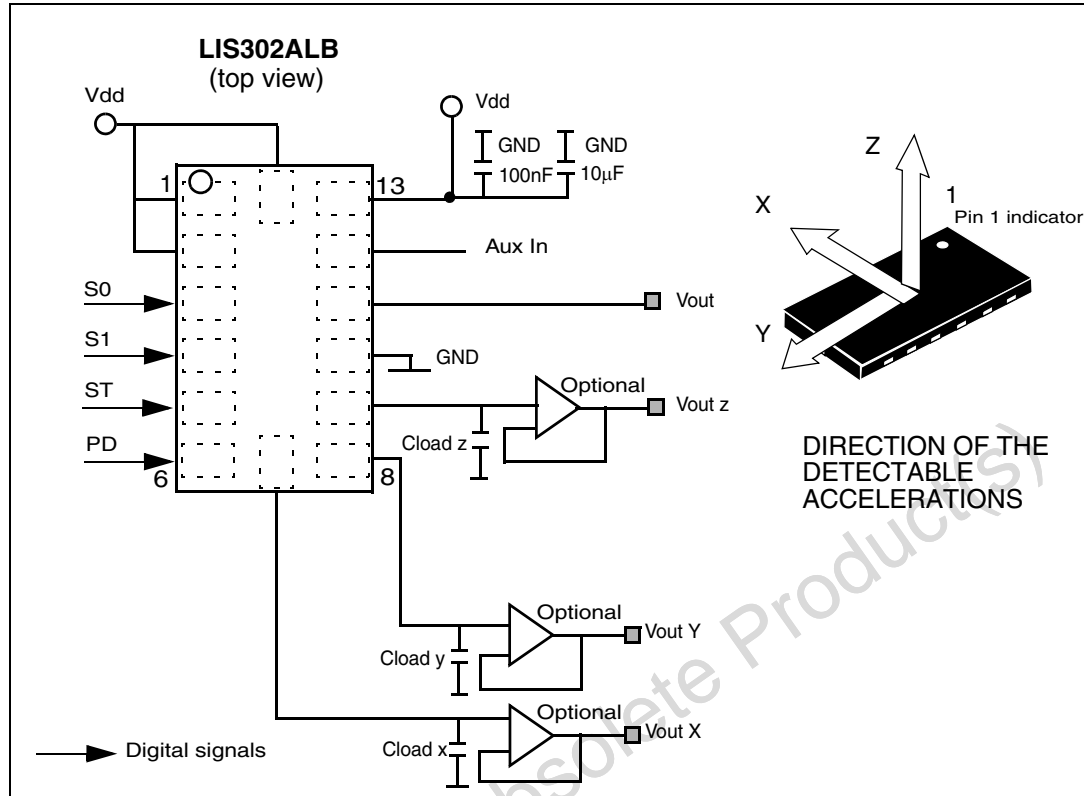 LIS302ALB
(top view)
Vdd
Vdd
GND
GND
100nF
10µF
1
13
Aux In
S0
Vout
S1
GND
ST
Optional
Vout z
PD
Cload z
6
8
Optional
Vout Y
Cload y
Optional
Vout X
Cload x
Digital signals
Z
X
1
Pin 1 indicator
Y
DIRECTION OF THE
DETECTABLE
ACCELERATIONS
bsolete Product(s)